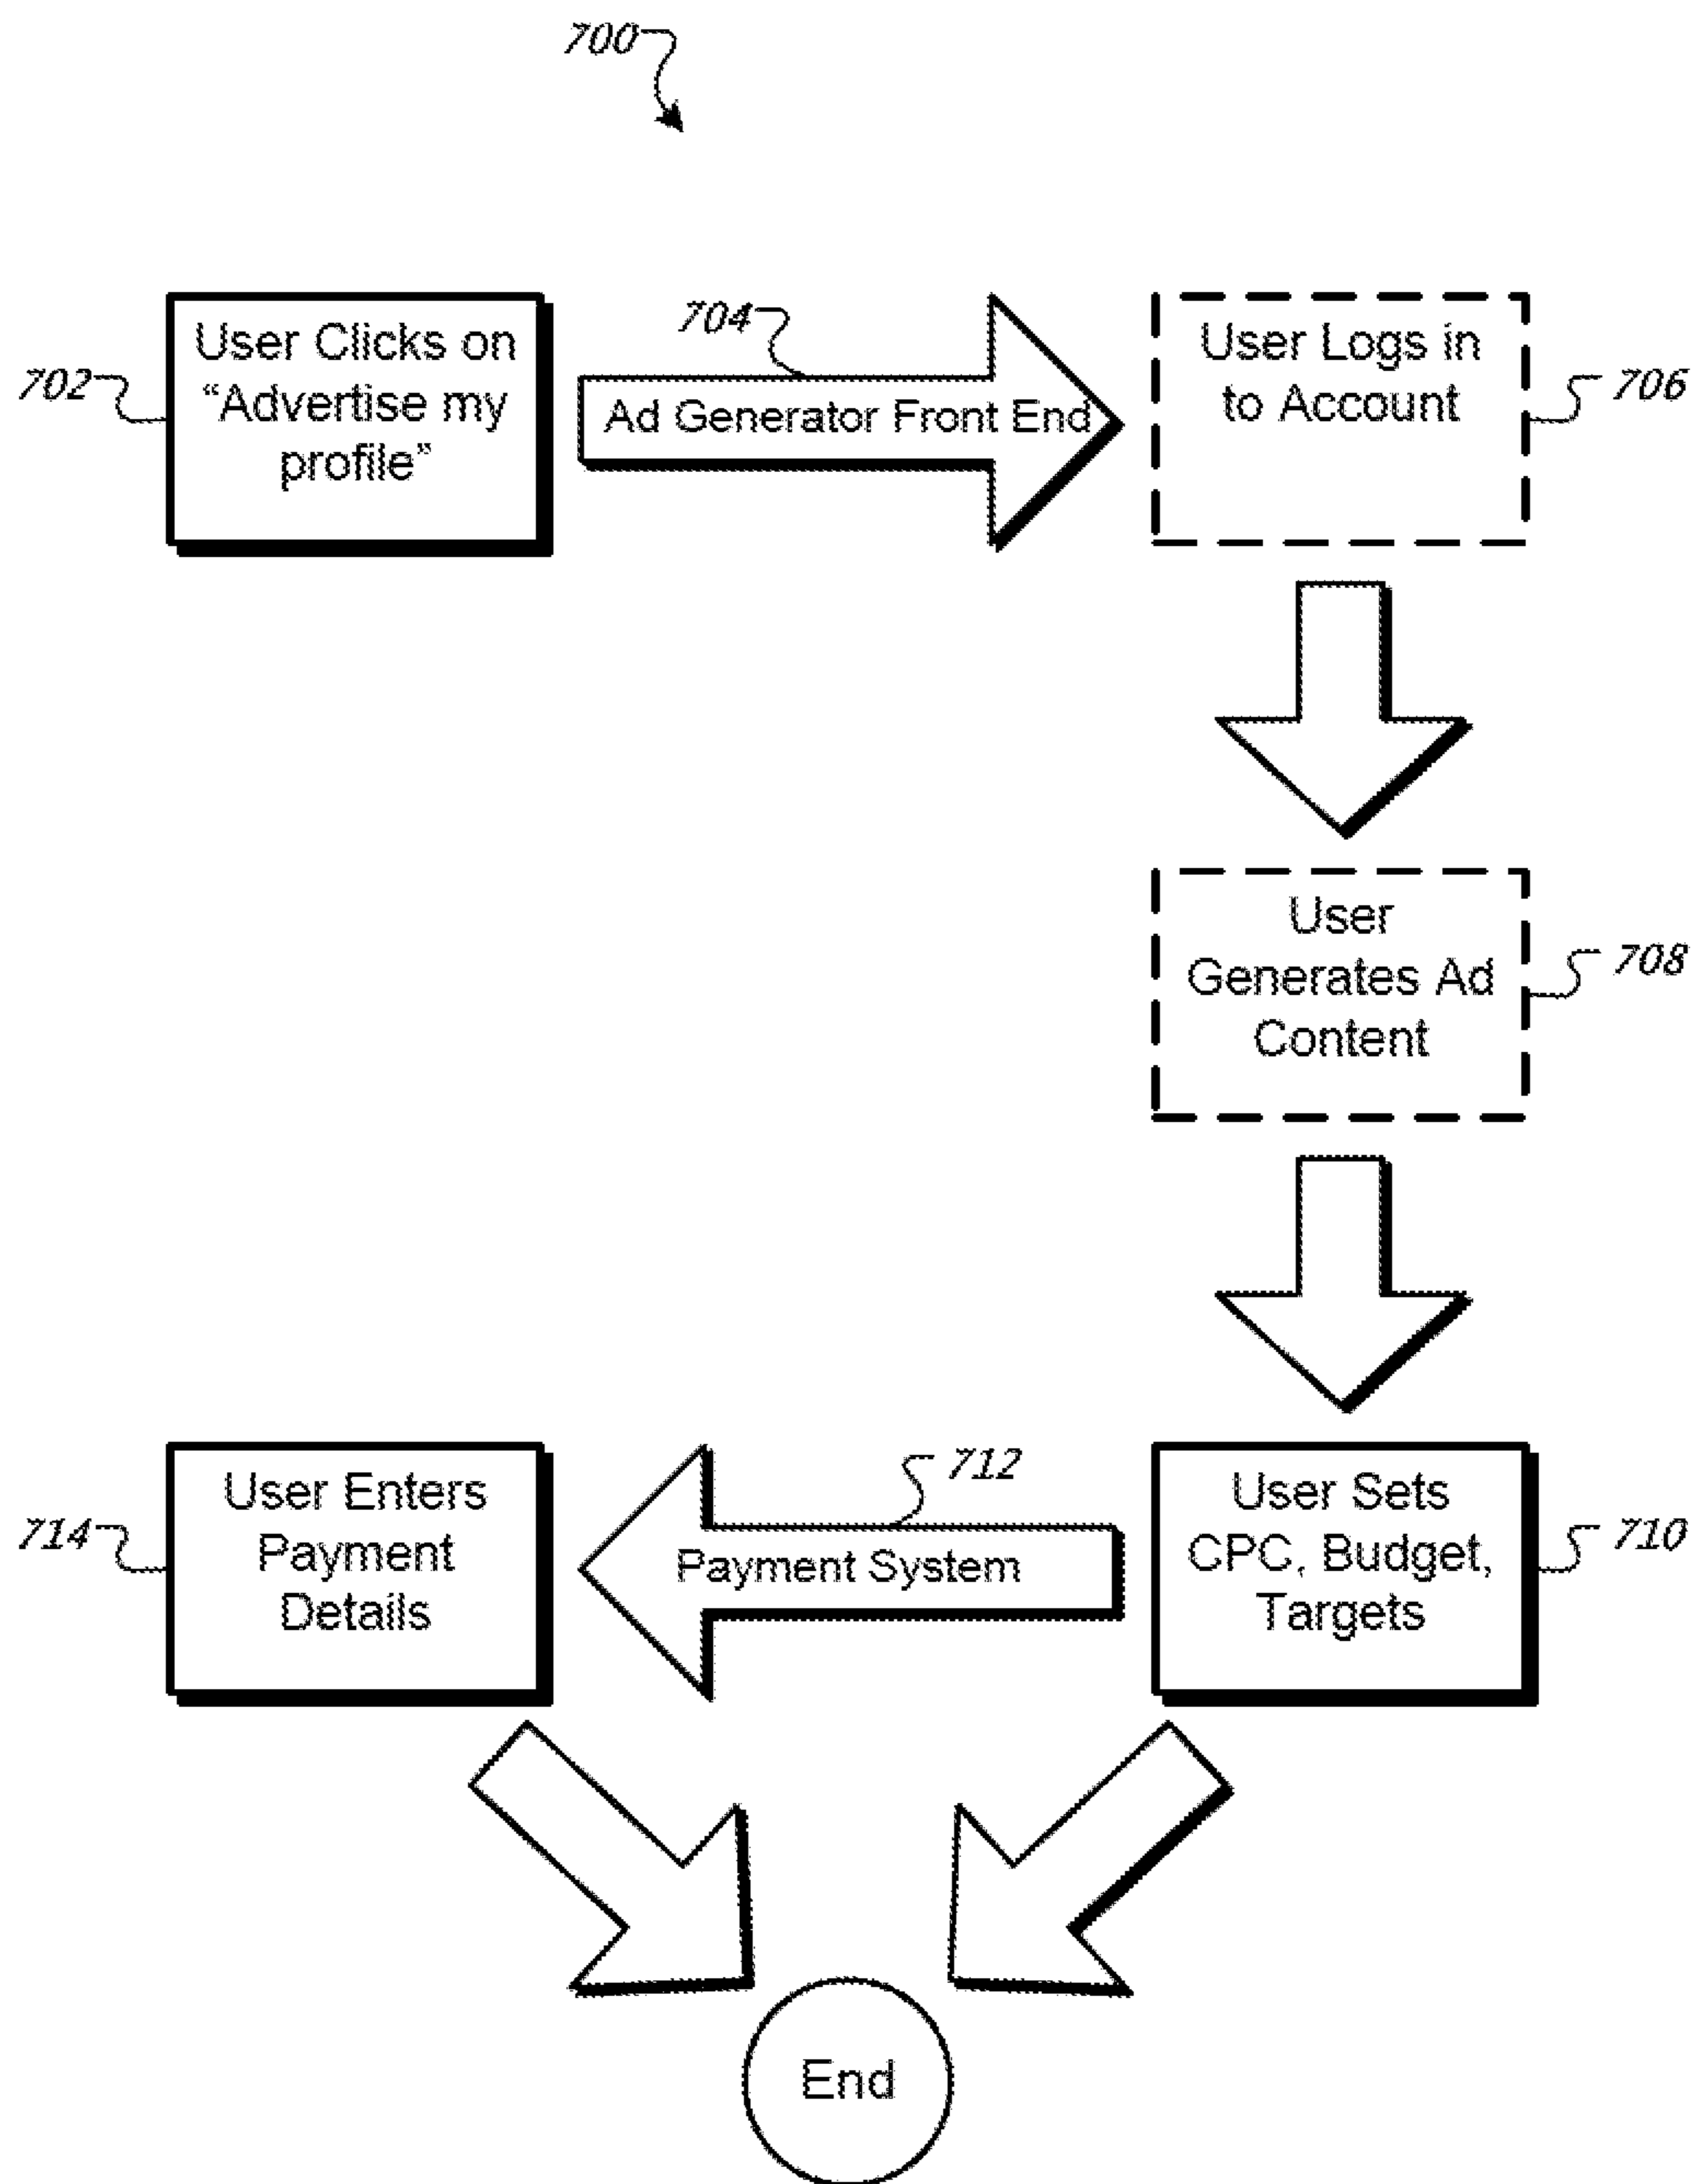 700
User Clicks on
“Advertise my
profile”
702
704
Ad Generator Front End
User Logs in
to Account
706
User
Generates Ad
Content
708
User Sets
CPC, Budget,
Targets
710
712
Payment System
User Enters
Payment
Details
714
End